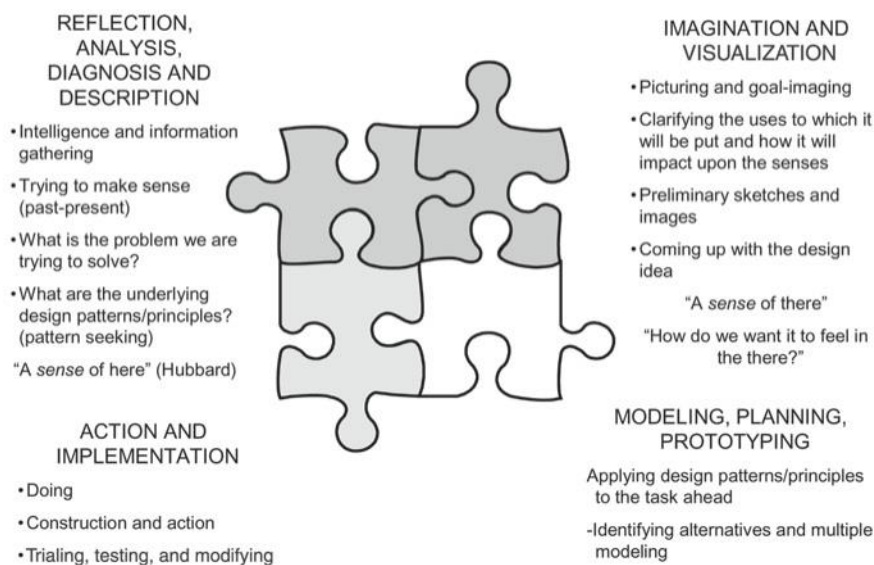 REFLECTION,
ANALYSIS,
DIAGNOSIS AND
DESCRIPTION
•Intelligence and information
gathering
•Trying to make sense
(past-present)
•What is the problem we are
trying to solve?
•What are the underlying
design patterns/principles?
(pattern seeking)
“A sense of here” (Hubbard)
IMAGINATION AND
VISUALIZATION
•Picturing and goal-imaging
•Clarifying the uses to which it
will be put and how it will
impact upon the senses
•Preliminary sketches and
images
•Coming up with the design
idea
“A sense of there”
“How do we want it to feel in
the there?”
ACTION AND
IMPLEMENTATION
•Doing
•Construction and action
•Trialing, testing, and modifying
MODELING, PLANNING,
PROTOTYPING
Applying design patterns/principles
to the task ahead
-Identifying alternatives and multiple
modeling